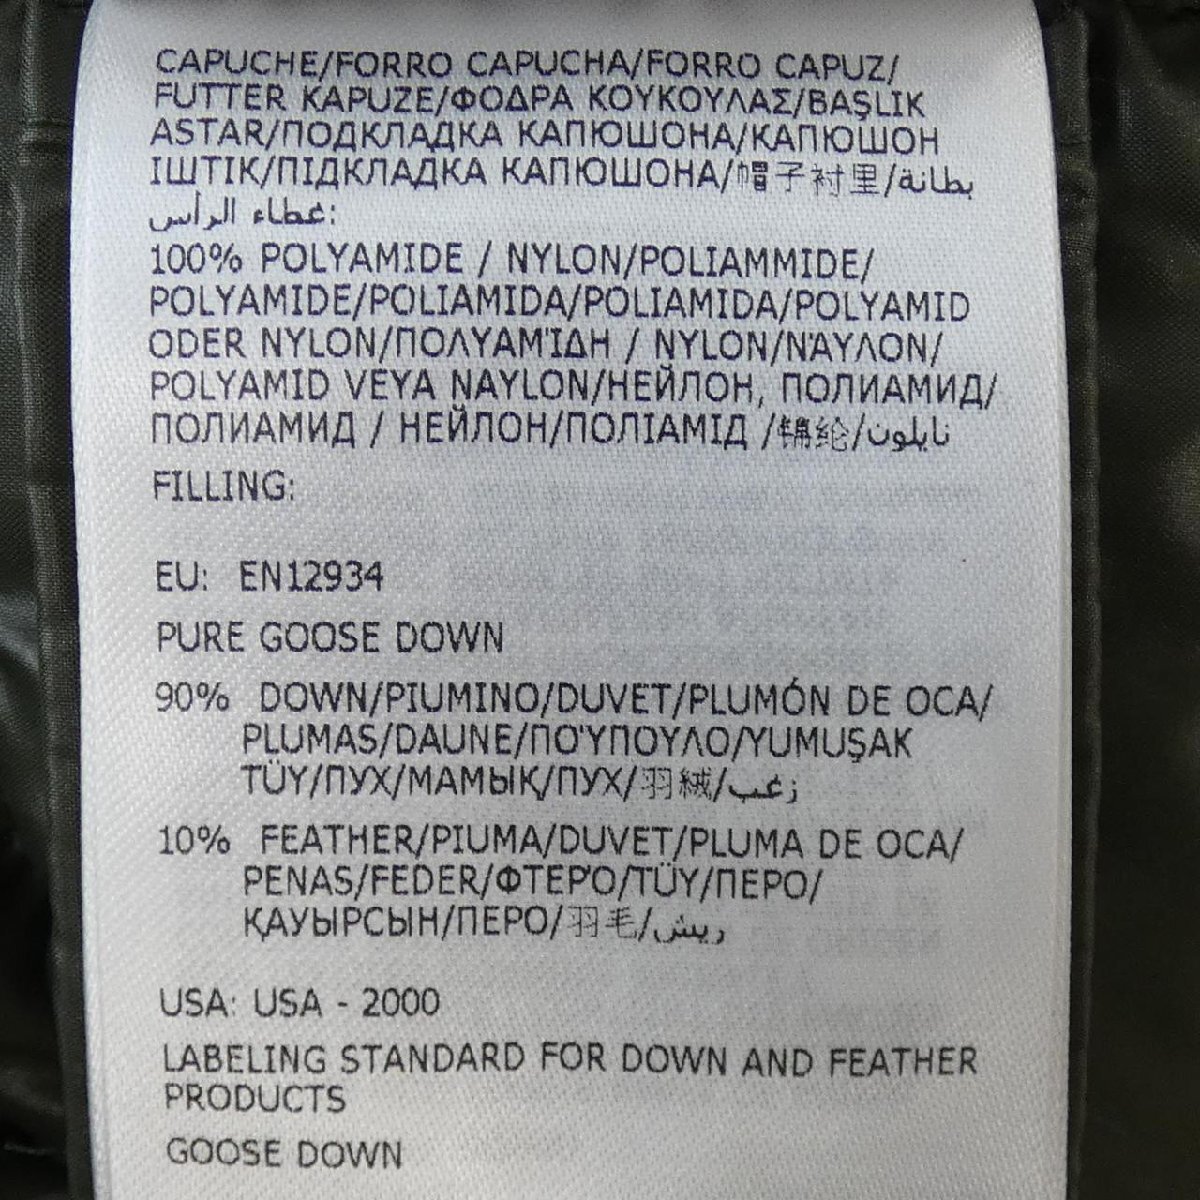 CAPUCHE/FORRO CAPUCHA/FORRO CAPUZ/
FUTTER KAPUZE/ΦΟΔΡΑ ΚΟΥΚΟΥΛΑΣ/BAŞLIK
ASTAR/ПОДКЛАДКА КАПЮШОНА/КАПЮШОН
ІШТІК/ПІДКЛАДКА КАПЮШОНА/帽子衬里/بطانة
غطاء الرأس:
100% POLYAMIDE / NYLON/POLIAMMIDE/
POLYAMIDE/POLIAMIDA/POLIAMIDA/POLYAMID
ODER NYLON/ΠΟΛΥΑΜΊΔΗ / NYLON/ΝΆΥΛΟΝ/
POLYAMID VEYA NAYLON/НЕЙЛОН, ПОЛИАМИД/
ПОЛИАМИД / НЕЙЛОН/ПОЛІАМІД /锦纶/نايلون
FILLING:
EU: EN12934
PURE GOOSE DOWN
90% DOWN/PIUMINO/DUVET/PLUMÓN DE OCA/
PLUMAS/DAUNE/ΠΟΎΠΟΥΛΟ/YUMUŞAK
TÜY/ПУХ/МАМЫҚ/ПУХ/羽絨/زغب
10% FEATHER/PIUMA/DUVET/PLUMA DE OCA/
PENAS/FEDER/ΦΤΕΡΌ/TÜY/ПЕРО/
ҚАУЫРСЫН/ПЕРО/羽毛/ريش
USA: USA - 2000
LABELING STANDARD FOR DOWN AND FEATHER
PRODUCTS
GOOSE DOWN